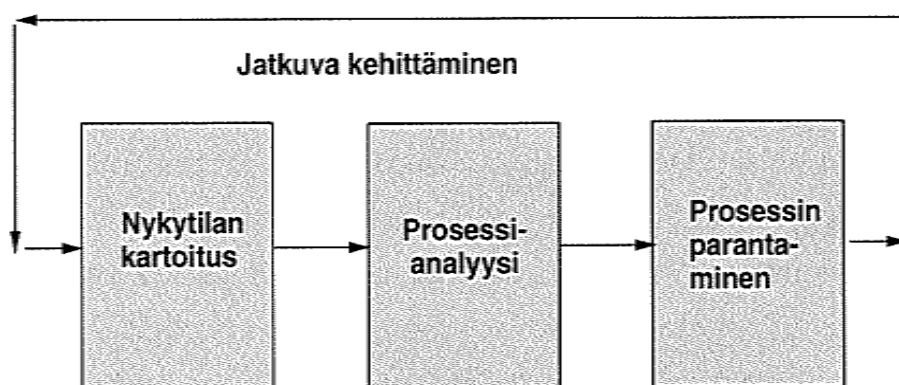 Jatkuva kehittäminen
Nykytilan
kartoitus
Prosessi-
analyysi
Prosessin
paranta-
minen